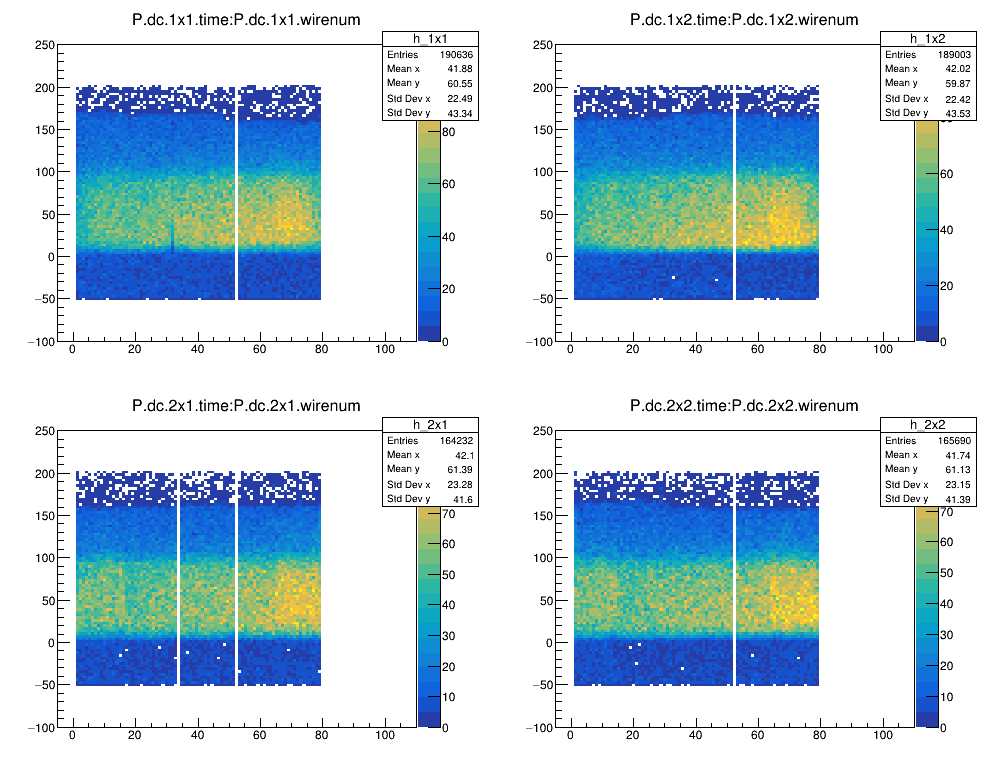 P.dc.1x1.time:P.dc.1x1.wirenum
h_1x1
Entries 190636
Mean x 41.88
Mean y 60.55
Std Dev x 22.49
Std Dev y 43.34
250
200
150
100
50
0
−50
−100
0 20 40 60 80 100
80
60
40
20
0
P.dc.1x2.time:P.dc.1x2.wirenum
h_1x2
Entries 189003
Mean x 42.02
Mean y 59.87
Std Dev x 22.42
Std Dev y 43.53
250
200
150
100
50
0
−50
−100
0 20 40 60 80 100
60
40
20
0
P.dc.2x1.time:P.dc.2x1.wirenum
h_2x1
Entries 164232
Mean x 42.1
Mean y 61.39
Std Dev x 23.28
Std Dev y 41.6
250
200
150
100
50
0
−50
−100
0 20 40 60 80 100
70
60
50
40
30
20
10
0
P.dc.2x2.time:P.dc.2x2.wirenum
h_2x2
Entries 165690
Mean x 41.74
Mean y 61.13
Std Dev x 23.15
Std Dev y 41.39
250
200
150
100
50
0
−50
−100
0 20 40 60 80 100
70
60
50
40
30
20
10
0